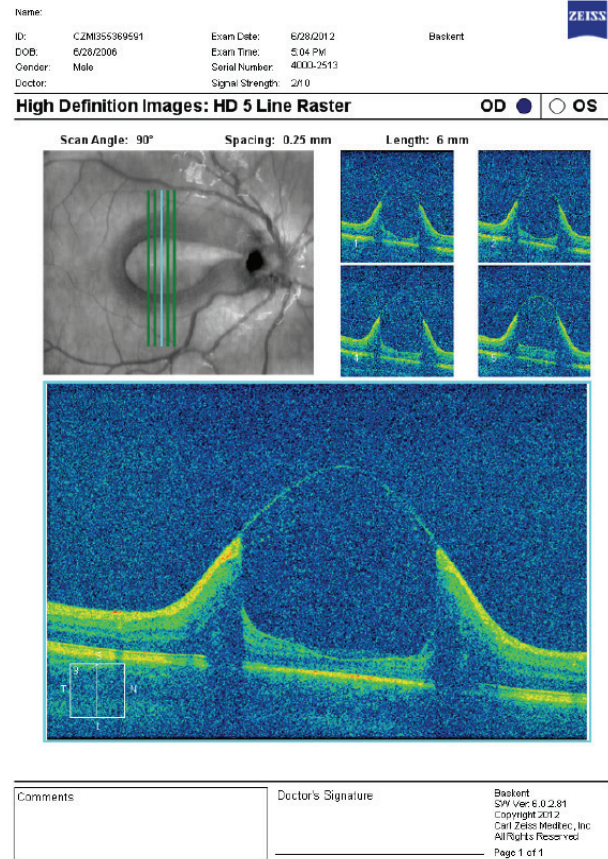 Name:
ZEISS
ID: CZMI355369591 Exam Date: 6/28/2012 Baskent
DOB: 6/28/2006 Exam Time: 5:04 PM
Gender: Male Serial Number: 4000-2513
Doctor: Signal Strength: 2/10
High Definition Images: HD 5 Line Raster OD OS
Scan Angle: 90° Spacing: 0.25 mm Length: 6 mm
1
4
5
S
T N
I
Comments
Doctor's Signature
Baskent
SW Ver: 6.0.2.81
Copyright 2012
Carl Zeiss Meditec, Inc
All Rights Reserved
Page 1 of 1